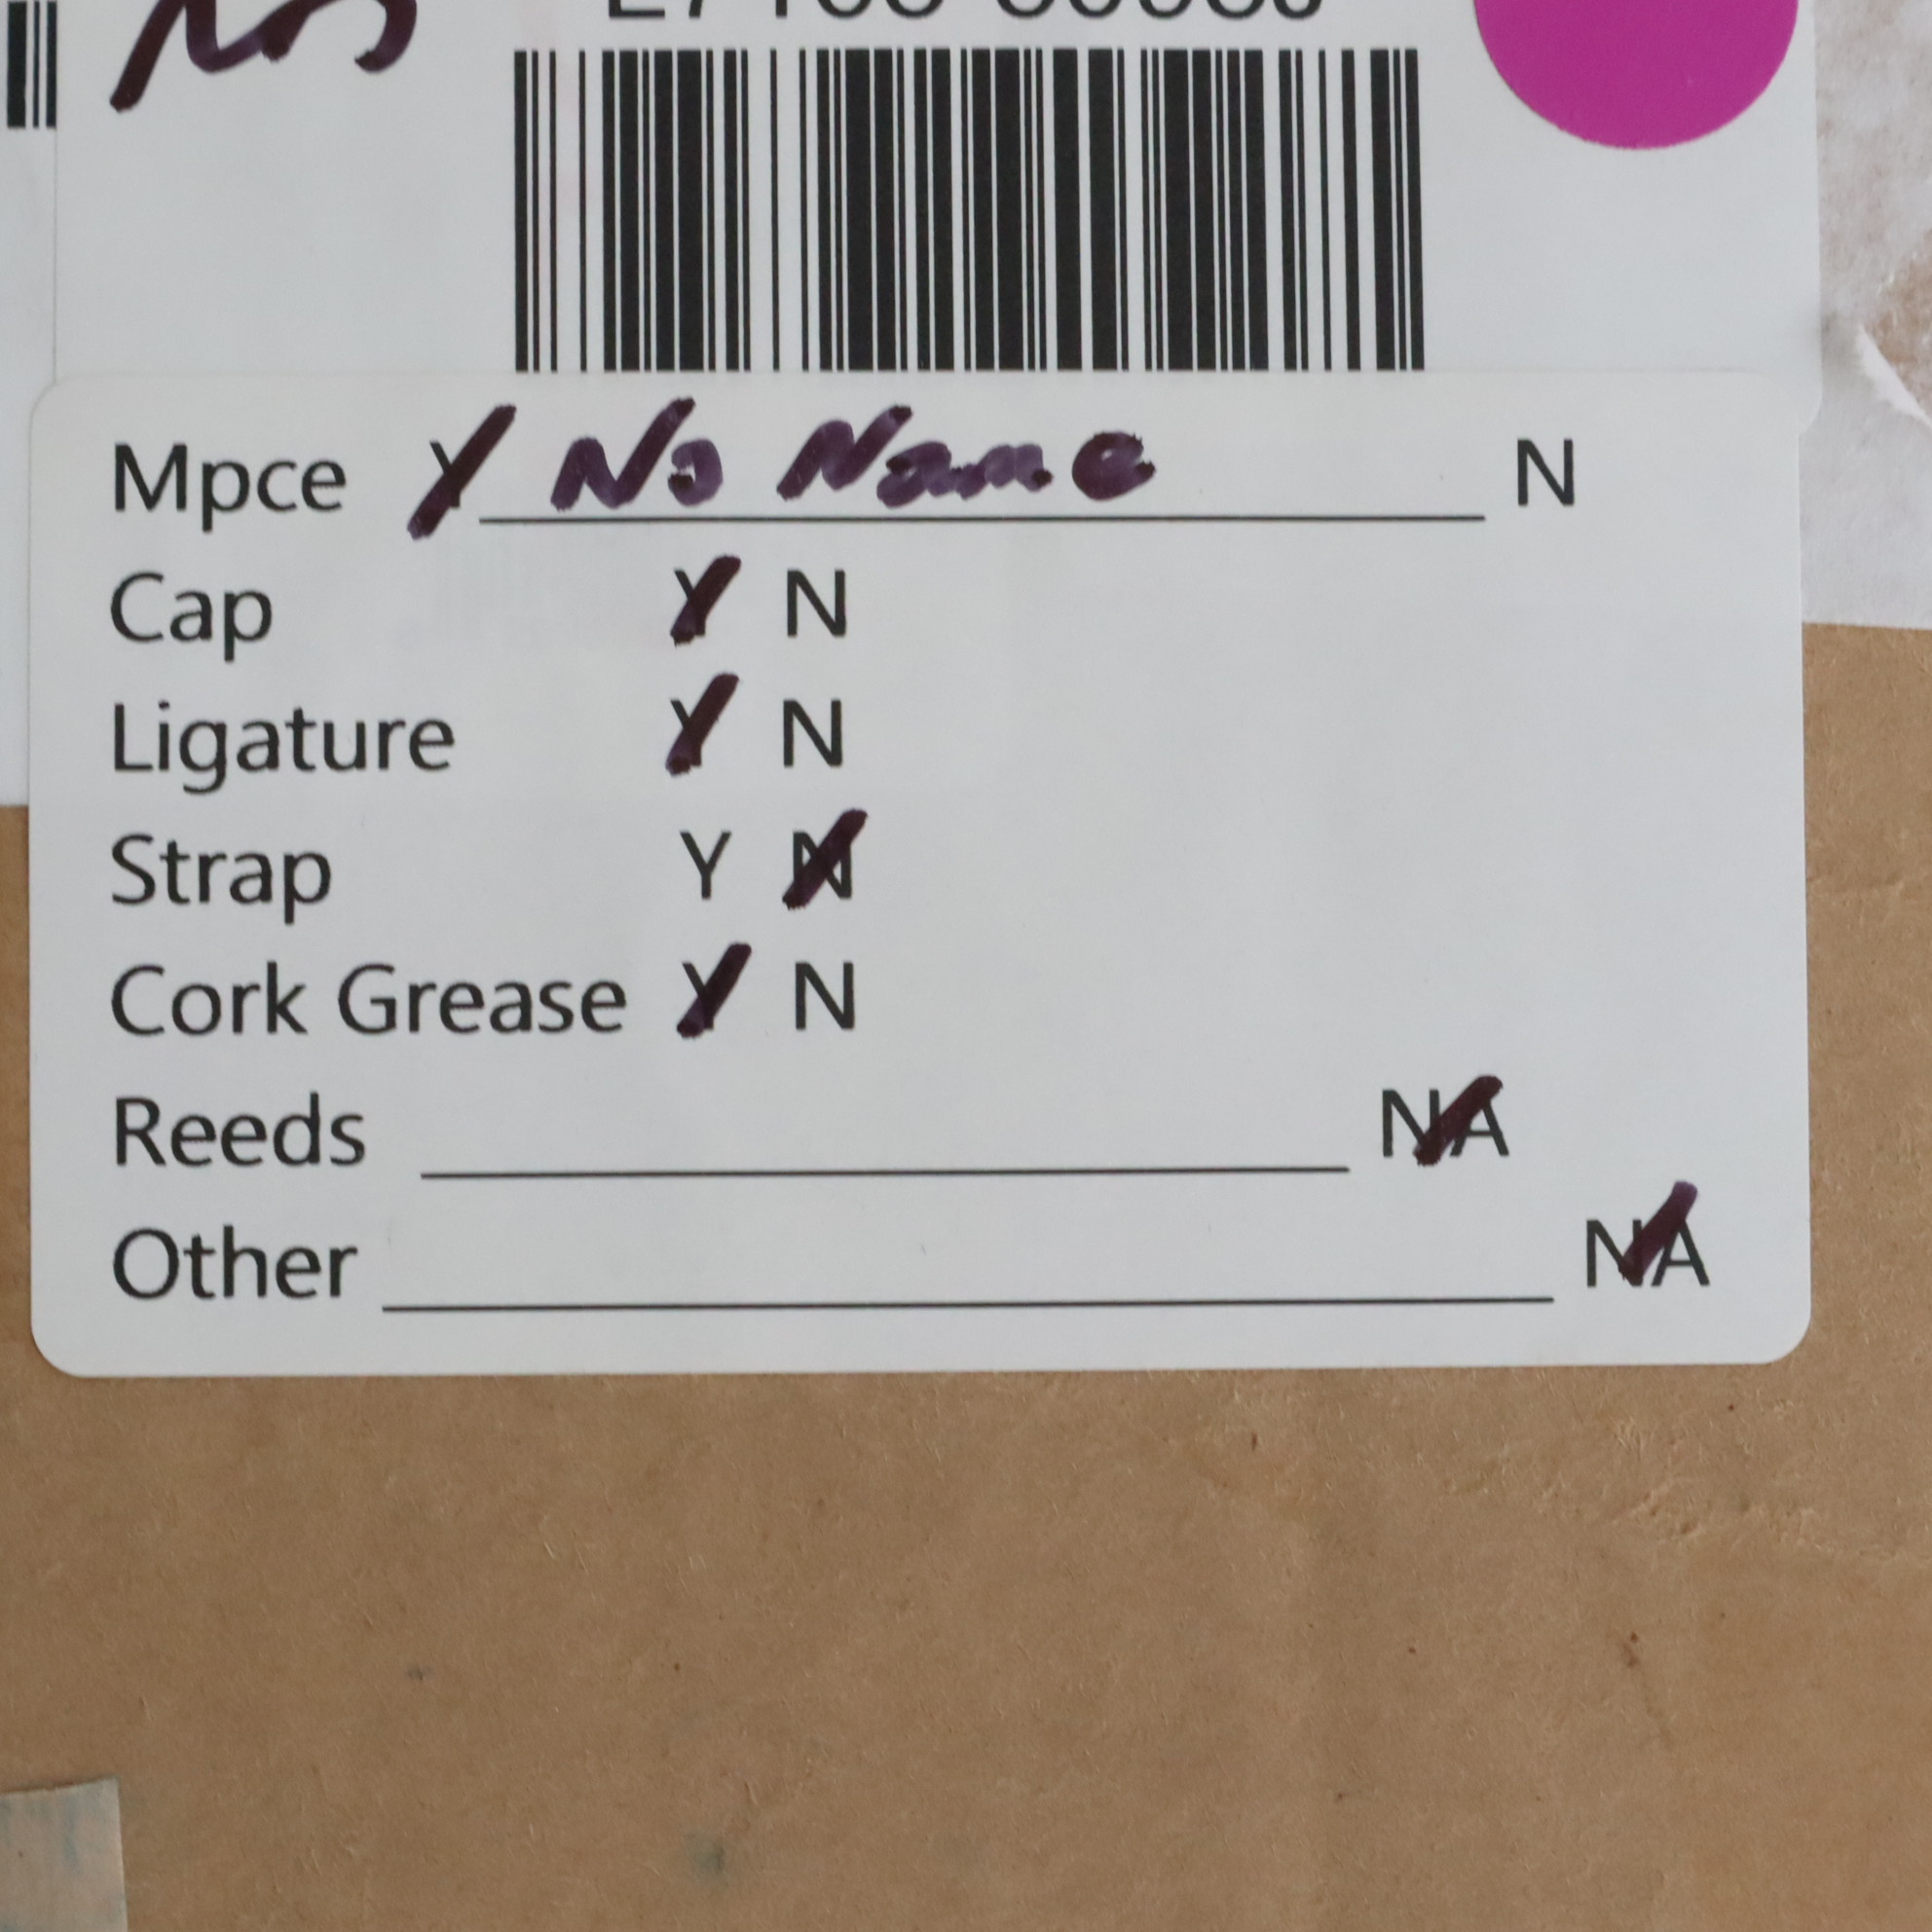 Mpce Y No Name N
Cap Y N
Ligature Y N
Strap Y N
Cork Grease Y N
Reeds NA
Other NA